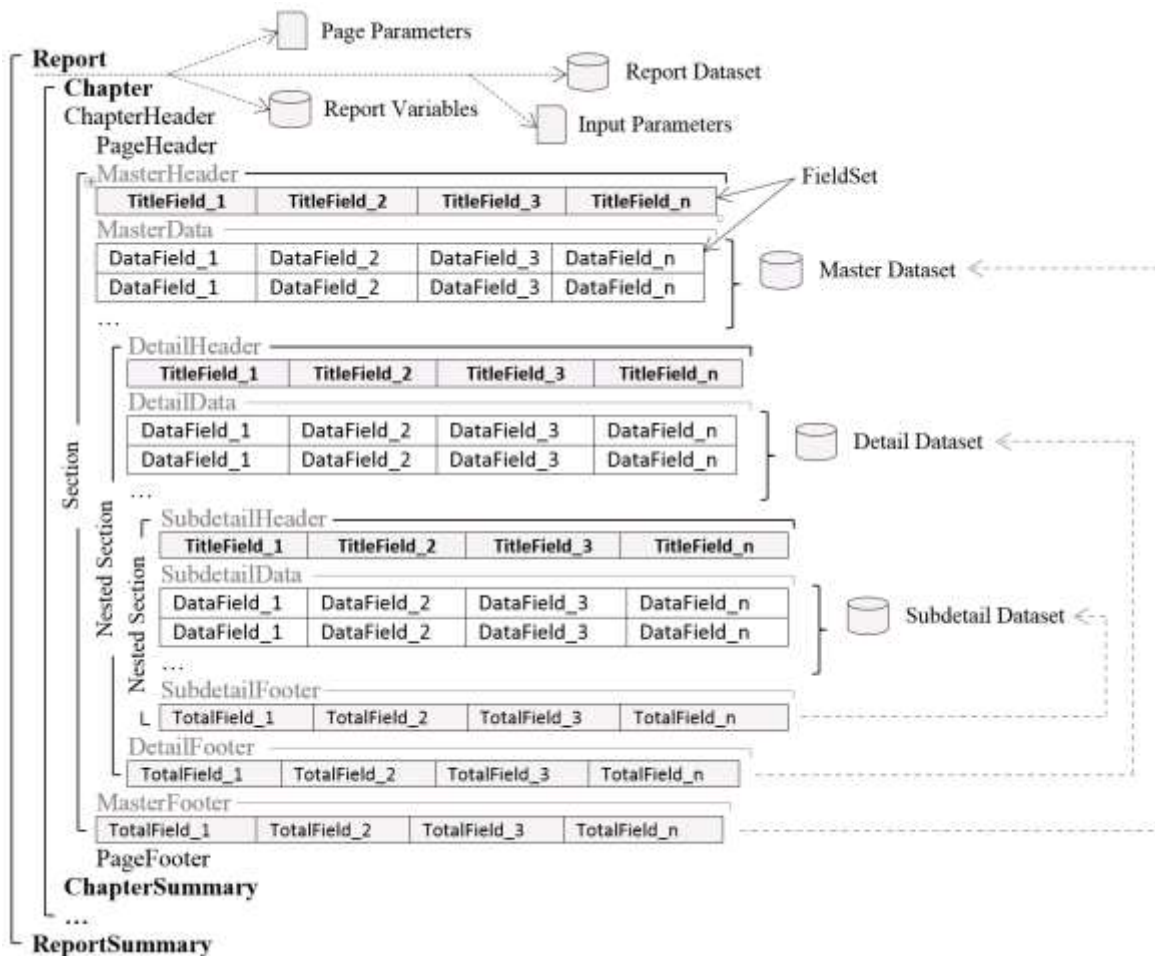 Page Parameters
Report
Report Dataset
Chapter
ChapterHeader
Report Variables
Input Parameters
PageHeader
MasterHeader
FieldSet
TitleField_1 TitleField_2 TitleField_3 TitleField_n
MasterData
DataField_1 DataField_2 DataField_3 DataField_n
Master Dataset
DataField_1 DataField_2 DataField_3 DataField_n
...
DetailHeader
TitleField_1 TitleField_2 TitleField_3 TitleField_n
DetailData
DataField_1 DataField_2 DataField_3 DataField_n
Detail Dataset
DataField_1 DataField_2 DataField_3 DataField_n
Section
...
SubdetailHeader
TitleField_1 TitleField_2 TitleField_3 TitleField_n
Nested Section
SubdetailData
DataField_1 DataField_2 DataField_3 DataField_n
Subdetail Dataset
DataField_1 DataField_2 DataField_3 DataField_n
Nested Section
...
SubdetailFooter
TotalField_1 TotalField_2 TotalField_3 TotalField_n
DetailFooter
TotalField_1 TotalField_2 TotalField_3 TotalField_n
MasterFooter
TotalField_1 TotalField_2 TotalField_3 TotalField_n
PageFooter
ChapterSummary
...
ReportSummary